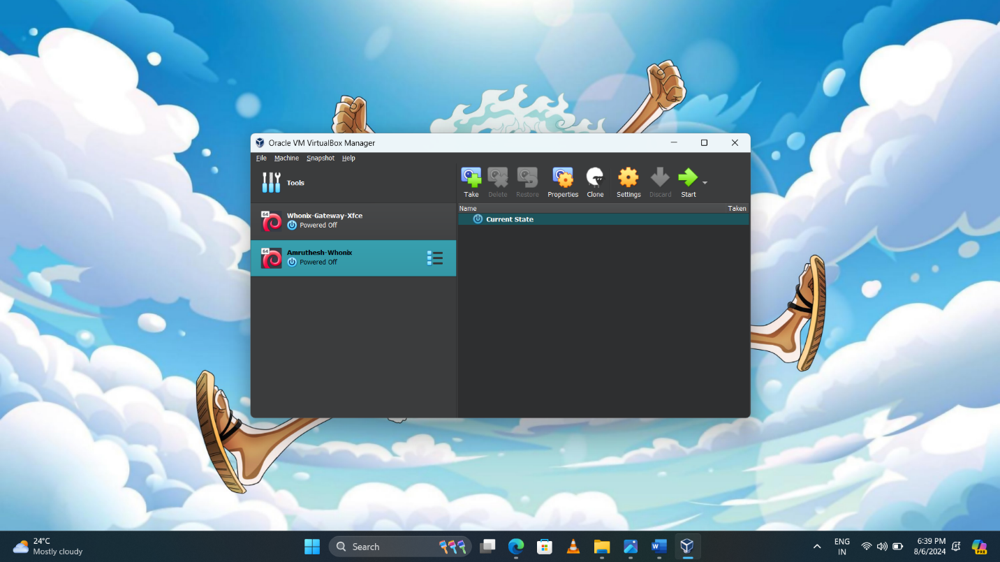 Oracle VM VirtualBox Manager
File Machine Snapshot Help
Tools
Take Delete Restore Properties Clone Settings Discard Start
64
Whonix-Gateway-Xfce
Powered Off
64
Amruthesh-Whonix
Powered Off
Name Taken
Current State
24°C
Mostly cloudy
Search
W
ENG
IN
6:39 PM
8/6/2024
PRE